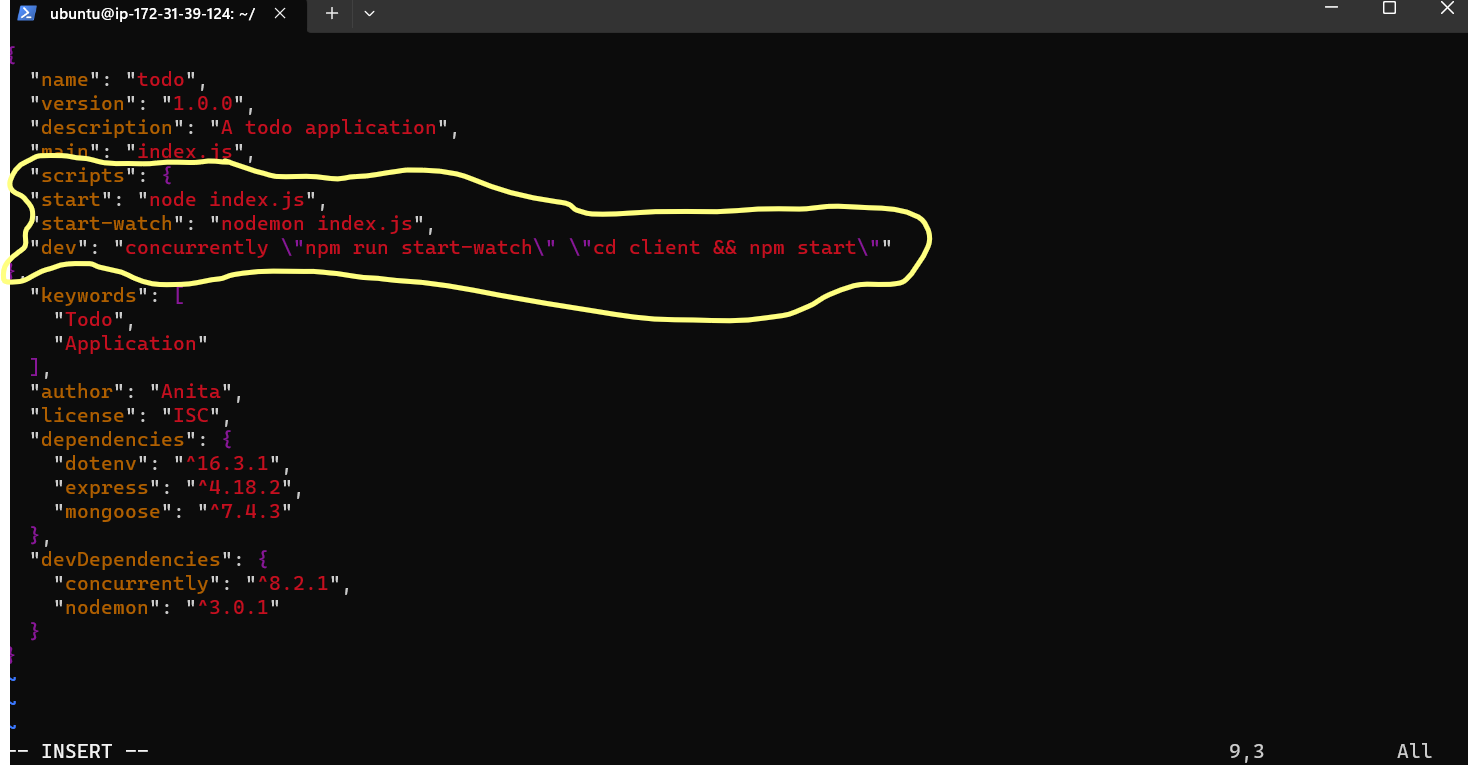 ubuntu@ip-172-31-39-124: ~/
{
  "name": "todo",
  "version": "1.0.0",
  "description": "A todo application",
  "main": "index.js",
  "scripts": {
  "start": "node index.js",
  "start-watch": "nodemon index.js",
  "dev": "concurrently \"npm run start-watch\" \"cd client && npm start\""
},
  "keywords": [
    "Todo",
    "Application"
  ],
  "author": "Anita",
  "license": "ISC",
  "dependencies": {
    "dotenv": "^16.3.1",
    "express": "^4.18.2",
    "mongoose": "^7.4.3"
  },
  "devDependencies": {
    "concurrently": "^8.2.1",
    "nodemon": "^3.0.1"
  }
}
~
~
~
-- INSERT -- 9,3 All